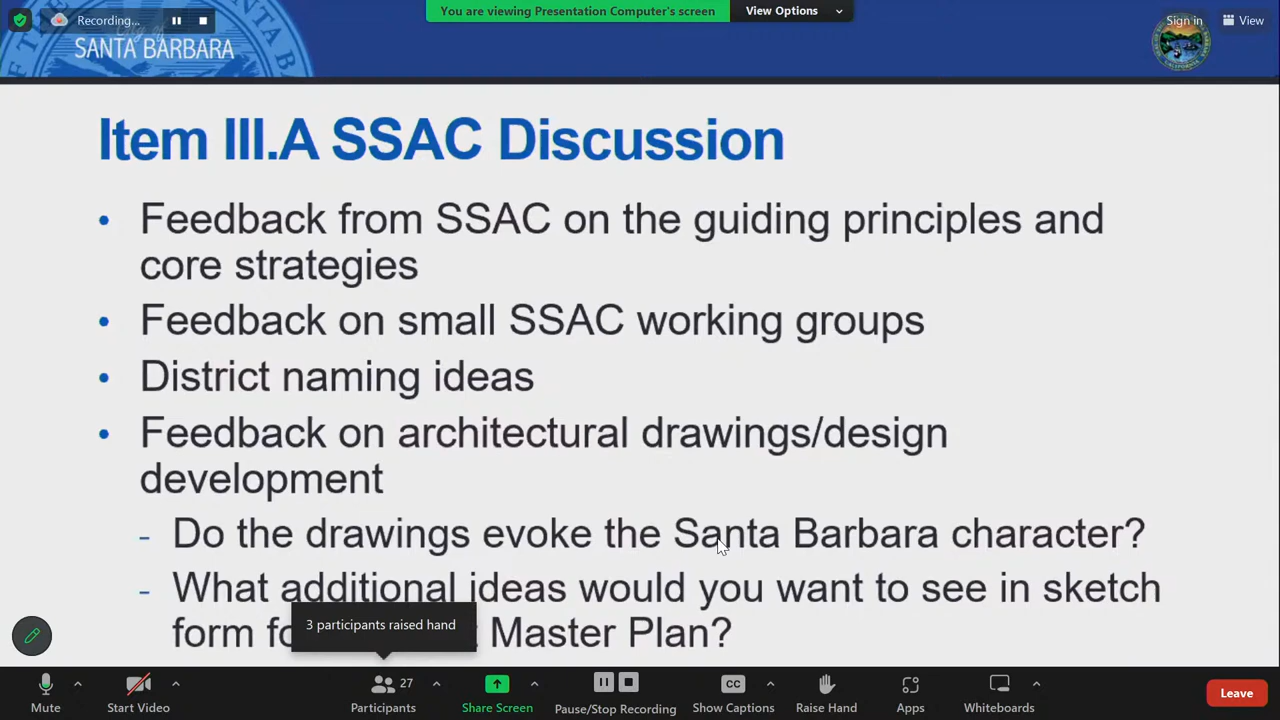 Recording...
You are viewing Presentation Computer's screen
View Options
Sign in
View
City of
SANTA BARBARA
Item III.A SSAC Discussion
• Feedback from SSAC on the guiding principles and
core strategies
• Feedback on small SSAC working groups
• District naming ideas
• Feedback on architectural drawings/design
development
- Do the drawings evoke the Santa Barbara character?
- What additional ideas would you want to see in sketch
form Master Plan?
3 participants raised hand
27
Mute
Start Video
Participants
Share Screen
Pause/Stop Recording
CC
Show Captions
Raise Hand
Apps
Whiteboards
Leave